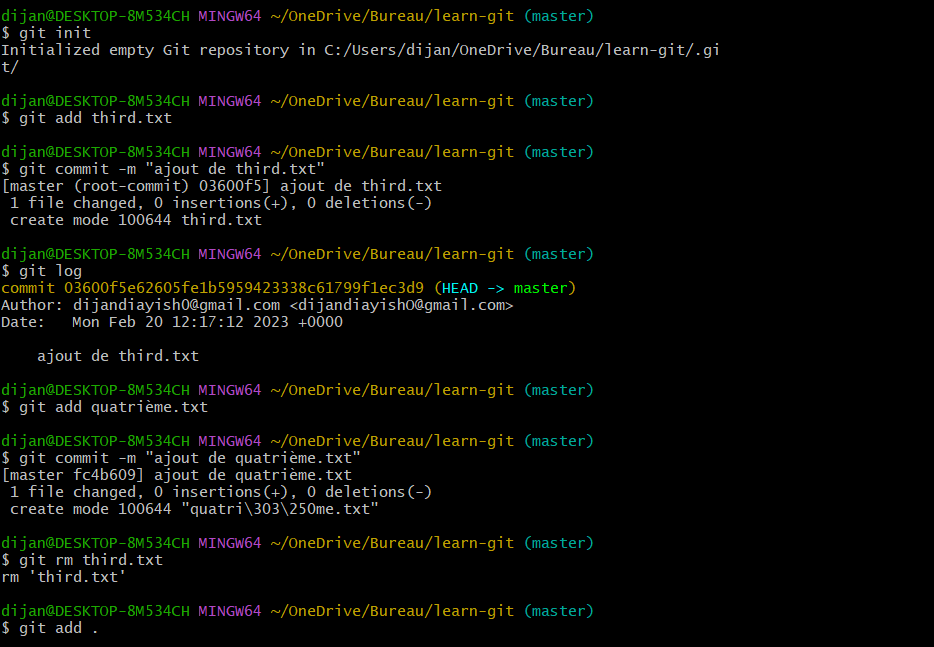 dijan@DESKTOP-8M534CH MINGW64 ~/OneDrive/Bureau/learn-git (master)
$ git init
Initialized empty Git repository in C:/Users/dijan/OneDrive/Bureau/learn-git/.gi
t/

dijan@DESKTOP-8M534CH MINGW64 ~/OneDrive/Bureau/learn-git (master)
$ git add third.txt

dijan@DESKTOP-8M534CH MINGW64 ~/OneDrive/Bureau/learn-git (master)
$ git commit -m "ajout de third.txt"
[master (root-commit) 03600f5] ajout de third.txt
 1 file changed, 0 insertions(+), 0 deletions(-)
 create mode 100644 third.txt

dijan@DESKTOP-8M534CH MINGW64 ~/OneDrive/Bureau/learn-git (master)
$ git log
commit 03600f5e62605fe1b5959423338c61799f1ec3d9 (HEAD -> master)
Author: dijandiayish0@gmail.com <dijandiayish0@gmail.com>
Date:   Mon Feb 20 12:17:12 2023 +0000

    ajout de third.txt

dijan@DESKTOP-8M534CH MINGW64 ~/OneDrive/Bureau/learn-git (master)
$ git add quatrième.txt

dijan@DESKTOP-8M534CH MINGW64 ~/OneDrive/Bureau/learn-git (master)
$ git commit -m "ajout de quatrième.txt"
[master fc4b609] ajout de quatrième.txt
 1 file changed, 0 insertions(+), 0 deletions(-)
 create mode 100644 "quatri\303\250me.txt"

dijan@DESKTOP-8M534CH MINGW64 ~/OneDrive/Bureau/learn-git (master)
$ git rm third.txt
rm 'third.txt'

dijan@DESKTOP-8M534CH MINGW64 ~/OneDrive/Bureau/learn-git (master)
$ git add .